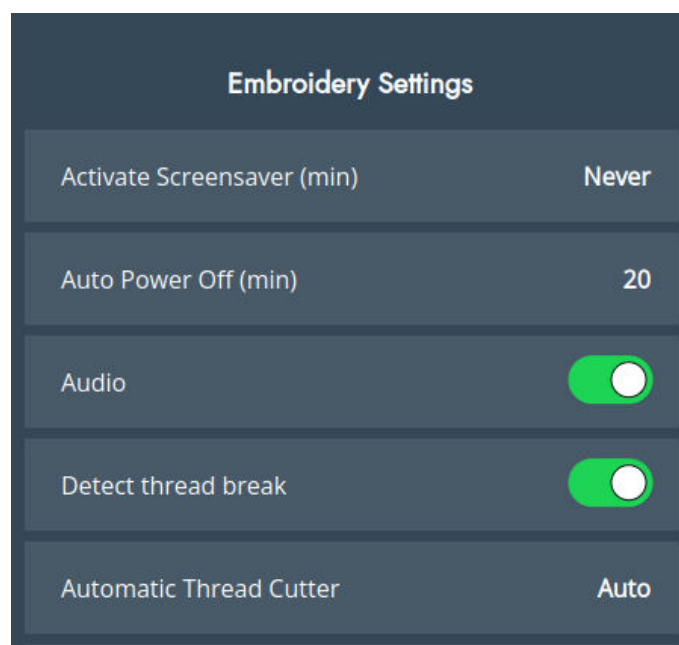 Embroidery Settings
Activate Screensaver (min) Never
Auto Power Off (min) 20
Audio
Detect thread break
Automatic Thread Cutter Auto